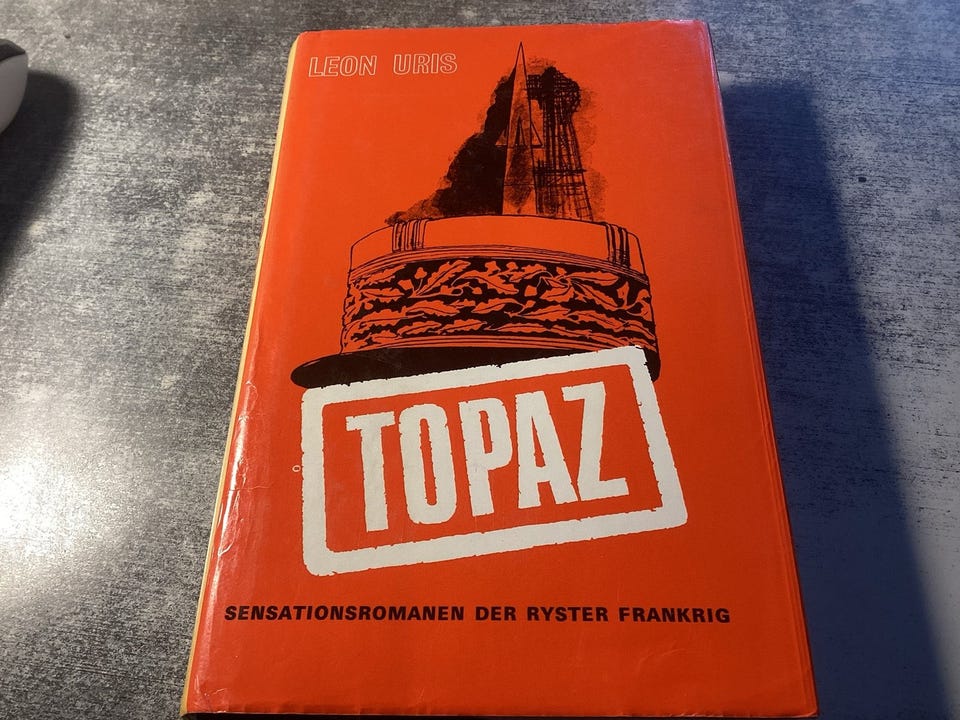 LEON URIS
TOPAZ
SENSATIONSROMANEN DER RYSTER FRANKRIG